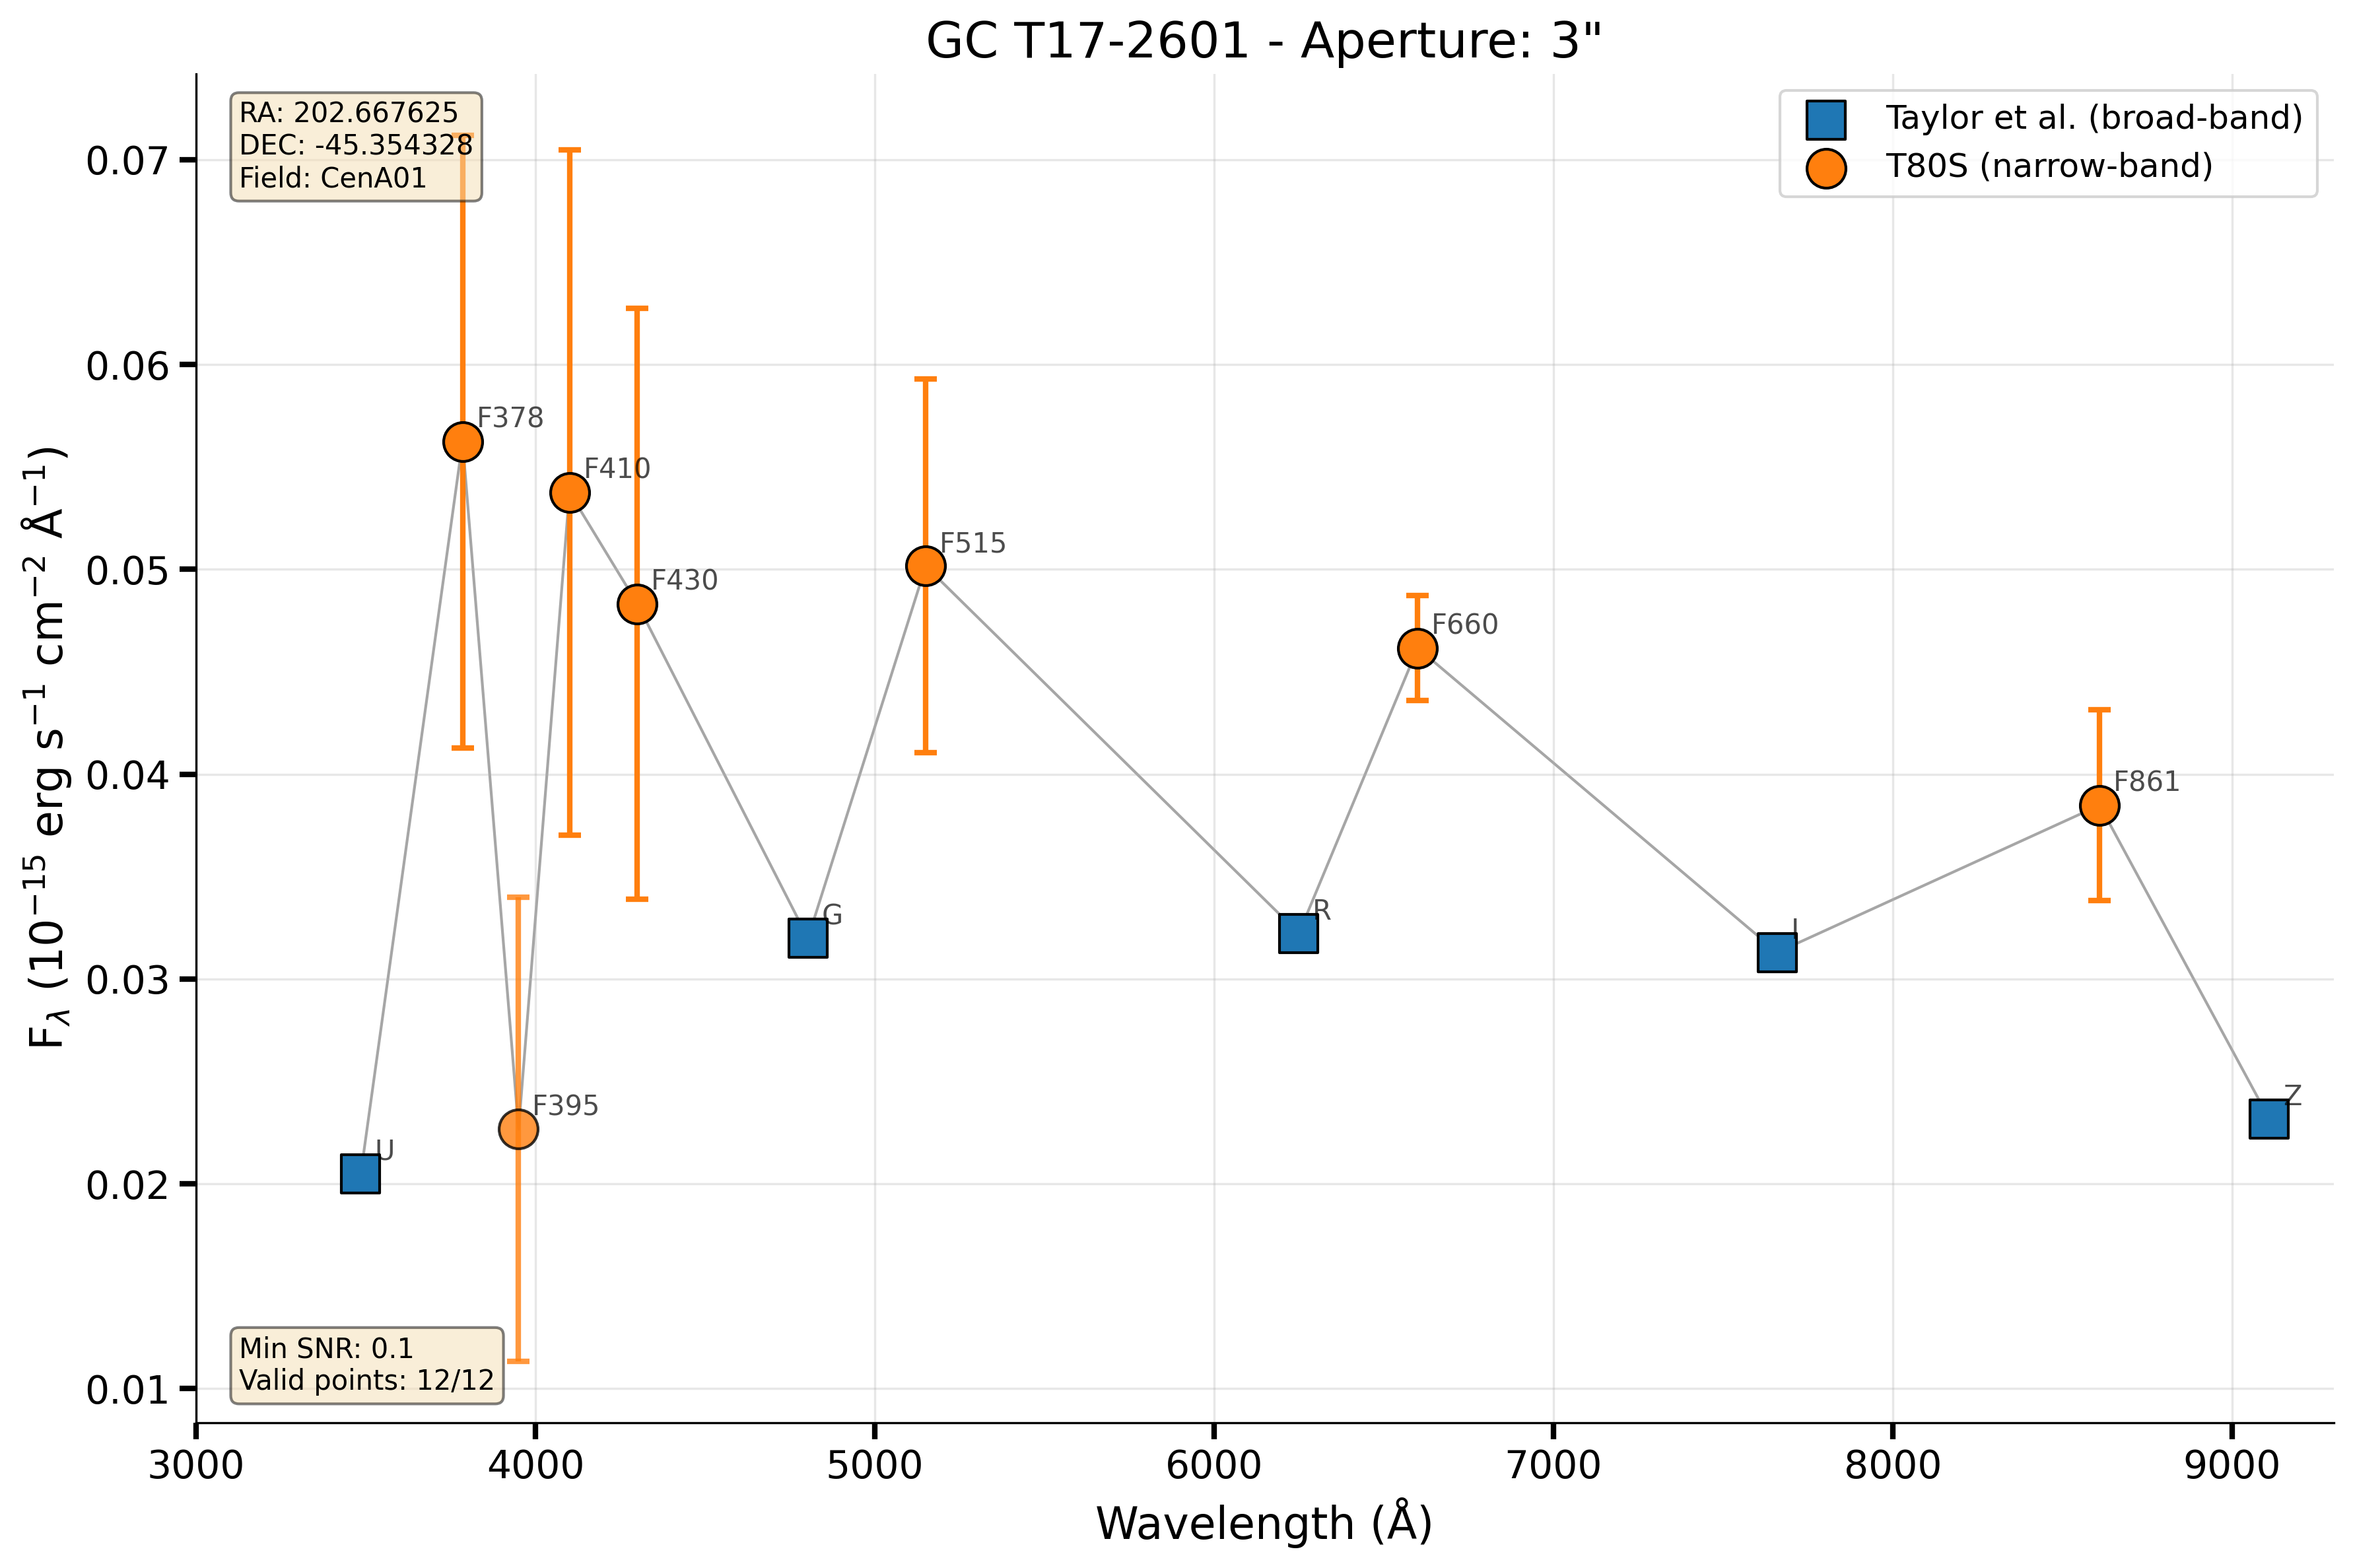 GC T17-2601 - Aperture: 3"
RA: 202.667625
DEC: -45.354328
Field: CenA01
Taylor et al. (broad-band)
T80S (narrow-band)
0.07
0.06
0.05
0.04
0.03
0.02
0.01
F_λ (10^−15 erg s^−1 cm^−2 Å^−1)
F378
F410
F430
F515
F660
F861
F395
U
G
R
I
Z
Min SNR: 0.1
Valid points: 12/12
3000 4000 5000 6000 7000 8000 9000
Wavelength (Å)